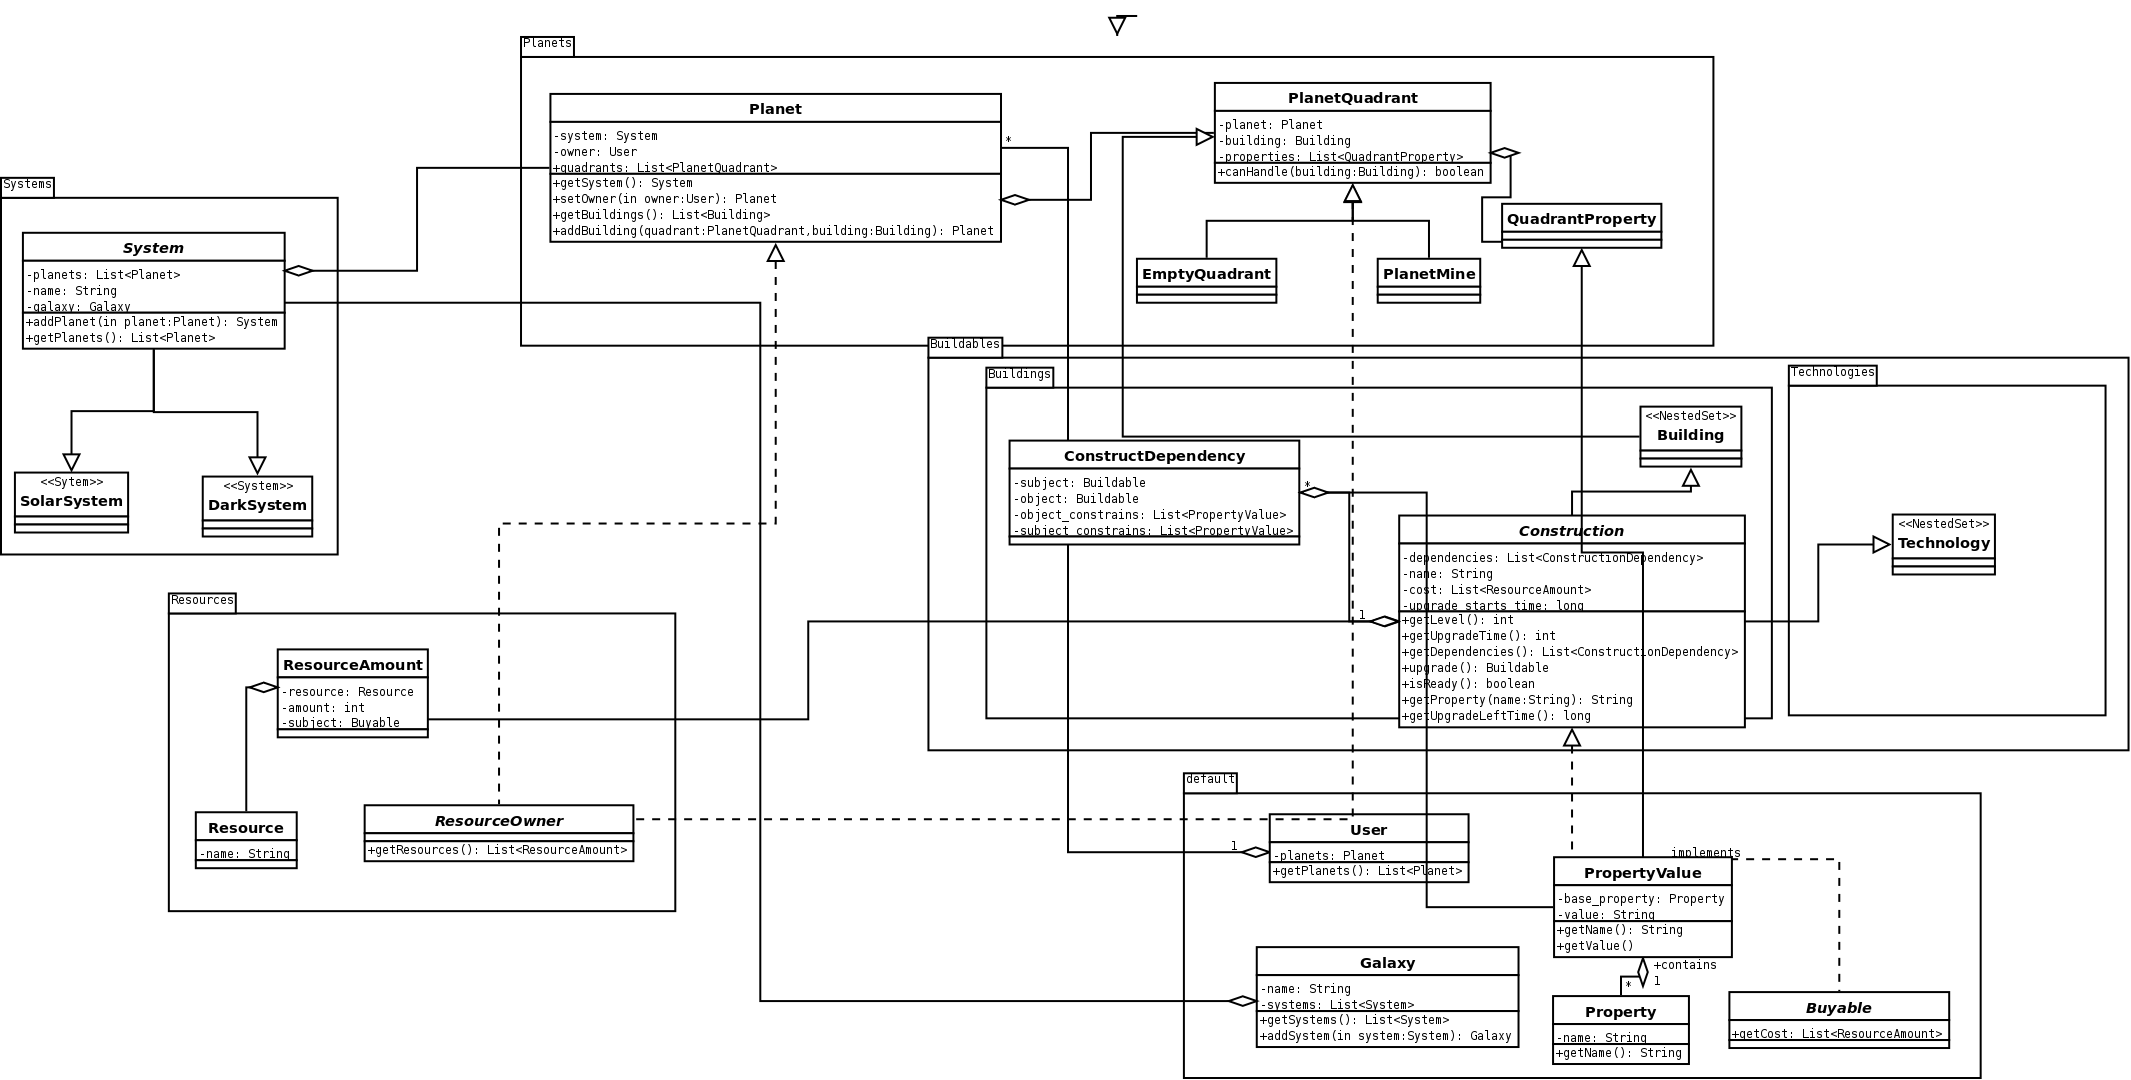 Planets
Planet
-system: System
-owner: User
+quadrants: List<PlanetQuadrant>
+getSystem(): System
+setOwner(in owner:User): Planet
+getBuildings(): List<Building>
+addBuilding(quadrant:PlanetQuadrant,building:Building): Planet
*
PlanetQuadrant
-planet: Planet
-building: Building
-properties: List<QuadrantProperty>
+canHandle(building:Building): boolean
QuadrantProperty
EmptyQuadrant
PlanetMine
Systems
System
-planets: List<Planet>
-name: String
-galaxy: Galaxy
+addPlanet(in planet:Planet): System
+getPlanets(): List<Planet>
<<Sytem>>
SolarSystem
<<System>>
DarkSystem
Buildables
Buildings
ConstructDependency
-subject: Buildable
-object: Buildable
-object_constrains: List<PropertyValue>
-subject_constrains: List<PropertyValue>
*
<<NestedSet>>
Building
Construction
-dependencies: List<ConstructionDependency>
-name: String
-cost: List<ResourceAmount>
-upgrade_starts_time: long
+getLevel(): int
+getUpgradeTime(): int
+getDependencies(): List<ConstructionDependency>
+upgrade(): Buildable
+isReady(): boolean
+getProperty(name:String): String
+getUpgradeLeftTime(): long
1
Technologies
<<NestedSet>>
Technology
Resources
ResourceAmount
-resource: Resource
-amount: int
-subject: Buyable
Resource
-name: String
ResourceOwner
+getResources(): List<ResourceAmount>
default
1
User
-planets: Planet
+getPlanets(): List<Planet>
implements
PropertyValue
-base_property: Property
-value: String
+getName(): String
+getValue()
+contains
1
*
Galaxy
-name: String
-systems: List<System>
+getSystems(): List<System>
+addSystem(in system:System): Galaxy
Property
-name: String
+getName(): String
Buyable
+getCost: List<ResourceAmount>